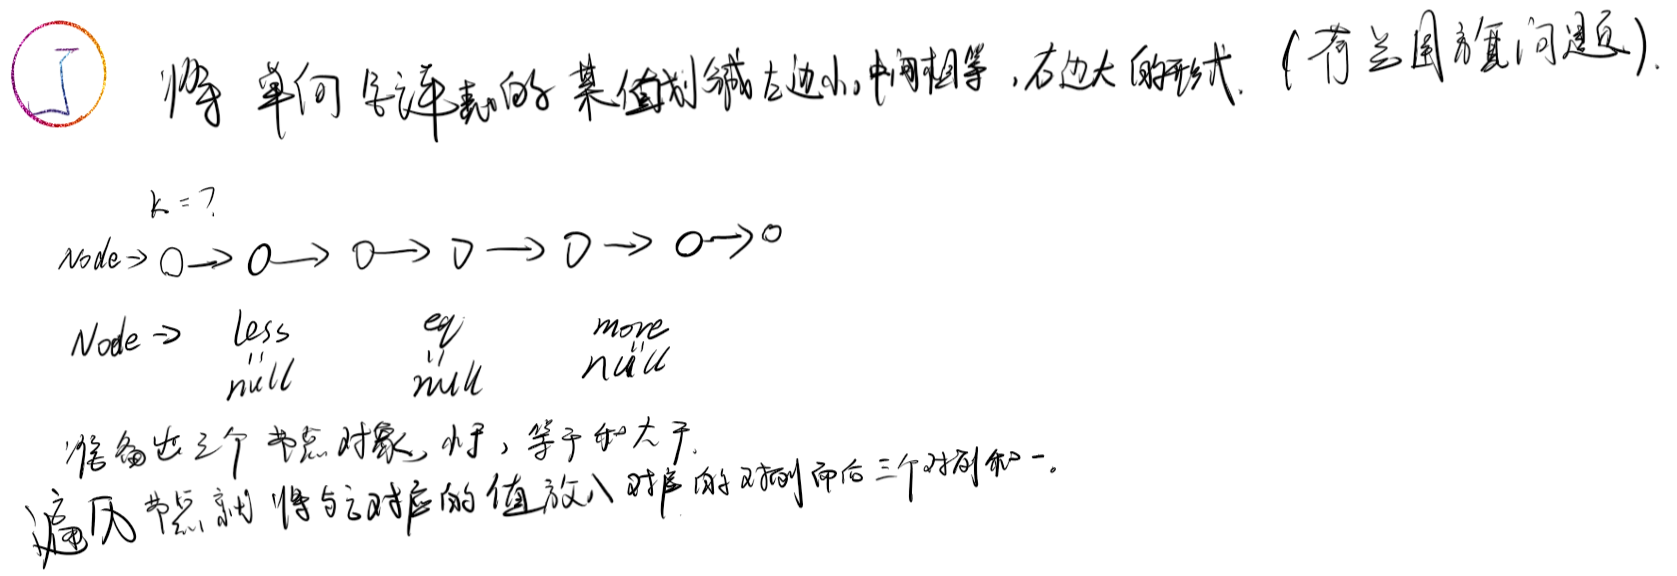 将单向链表的某值划成左边小,中间相等,右边大的形式.(荷兰国旗问题).
k = ?
Node → O → O → O → O → O → O → O
Node → less eq more
null null null
准备出三个节点对象,小于,等于和大于.
遍历节点就将与之对应的值放入对应的对列而后三个对列和一.